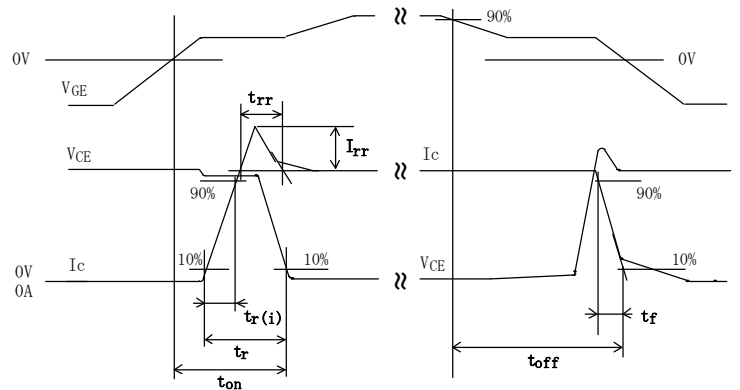 90%
0V
0V
VGE
trr
Irr
VCE
Ic
90%
90%
10%
10%
10%
0V
0A
Ic
VCE
tr(i)
tf
tr
toff
ton